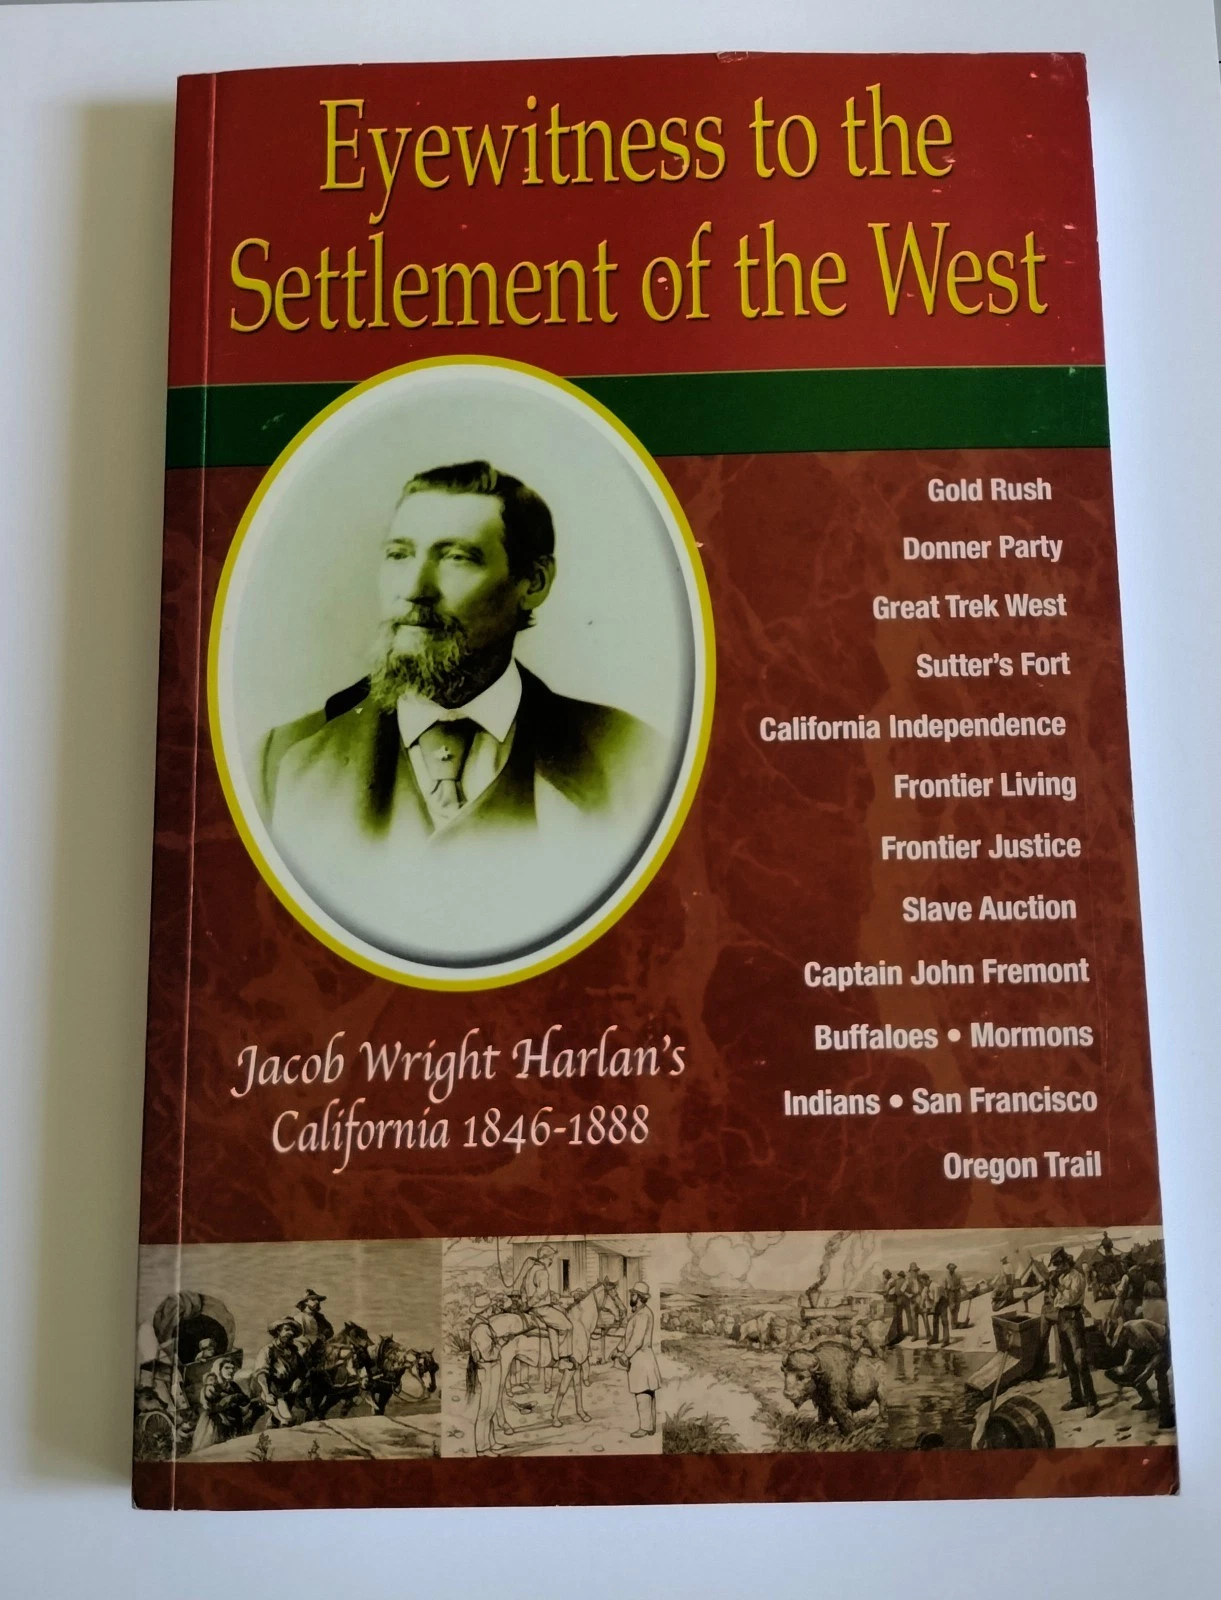 Eyewitness to the
Settlement of the West
Gold Rush
Donner Party
Great Trek West
Sutter's Fort
California Independence
Frontier Living
Frontier Justice
Slave Auction
Captain John Fremont
Buffaloes • Mormons
Indians • San Francisco
Oregon Trail
Jacob Wright Harlan's
California 1846-1888